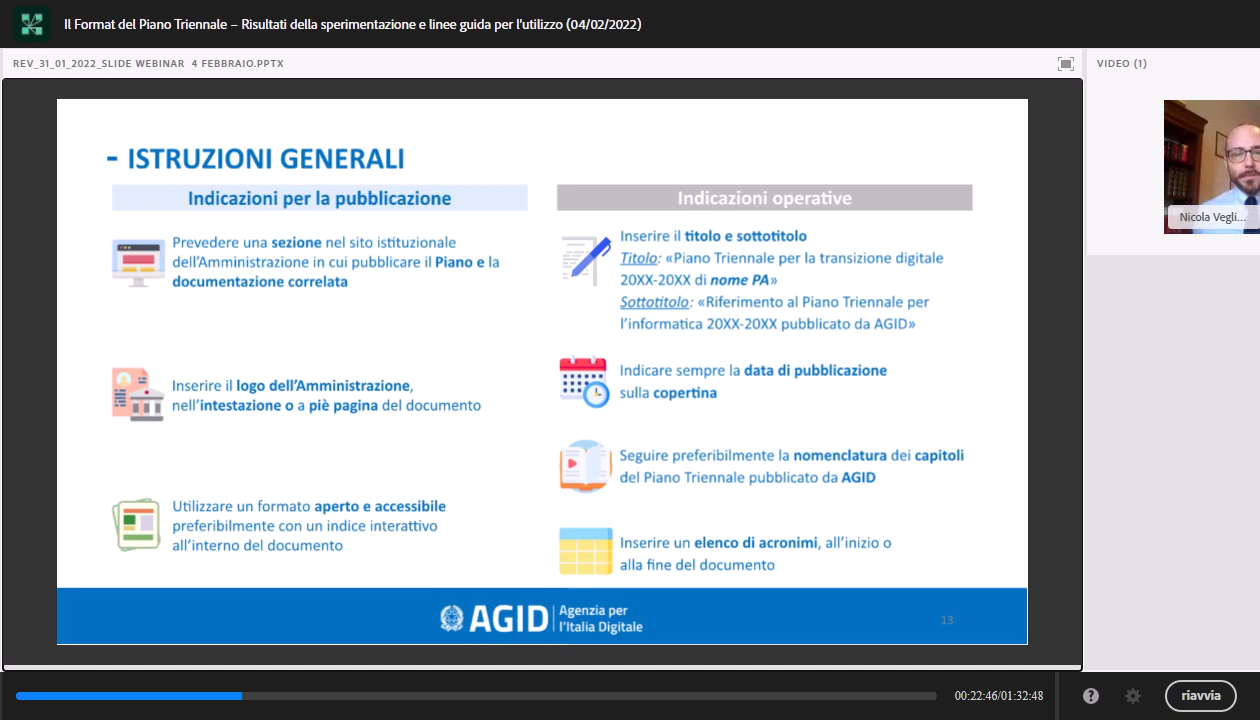 Il Format del Piano Triennale – Risultati della sperimentazione e linee guida per l'utilizzo (04/02/2022)
REV_31_01_2022_SLIDE WEBINAR 4 FEBBRAIO.PPTX
VIDEO (1)
- ISTRUZIONI GENERALI
Indicazioni per la pubblicazione
Prevedere una sezione nel sito istituzionale
dell'Amministrazione in cui pubblicare il Piano e la
documentazione correlata
Inserire il logo dell'Amministrazione,
nell'intestazione o a piè pagina del documento
Utilizzare un formato aperto e accessibile
preferibilmente con un indice interattivo
all'interno del documento
Indicazioni operative
Inserire il titolo e sottotitolo
Titolo: «Piano Triennale per la transizione digitale
20XX-20XX di nome PA»
Sottotitolo: «Riferimento al Piano Triennale per
l'informatica 20XX-20XX pubblicato da AGID»
Indicare sempre la data di pubblicazione
sulla copertina
Seguire preferibilmente la nomenclatura dei capitoli
del Piano Triennale pubblicato da AGID
Inserire un elenco di acronimi, all'inizio o
alla fine del documento
AGID
Agenzia per
l'Italia Digitale
13
Nicola Vegli...
00:22:46/01:32:48
?
riavvia